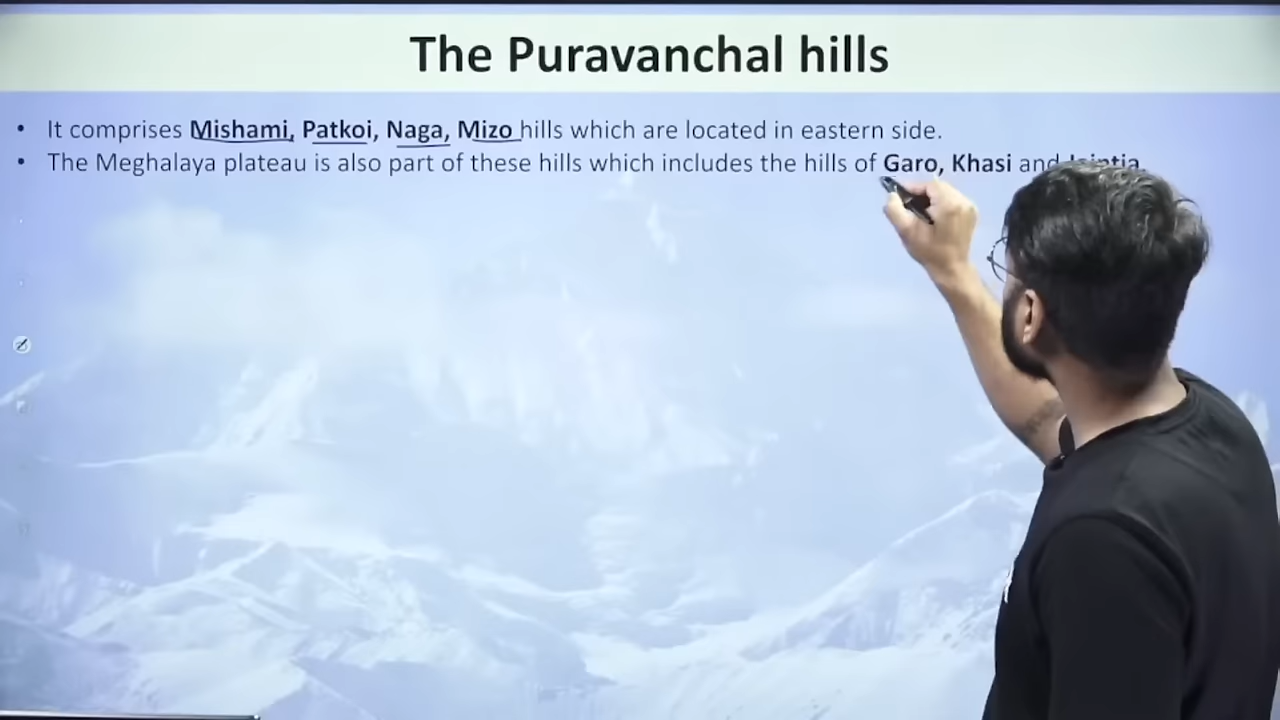 The Puravanchal hills
• It comprises Mishami, Patkoi, Naga, Mizo hills which are located in eastern side.
• The Meghalaya plateau is also part of these hills which includes the hills of Garo, Khasi and